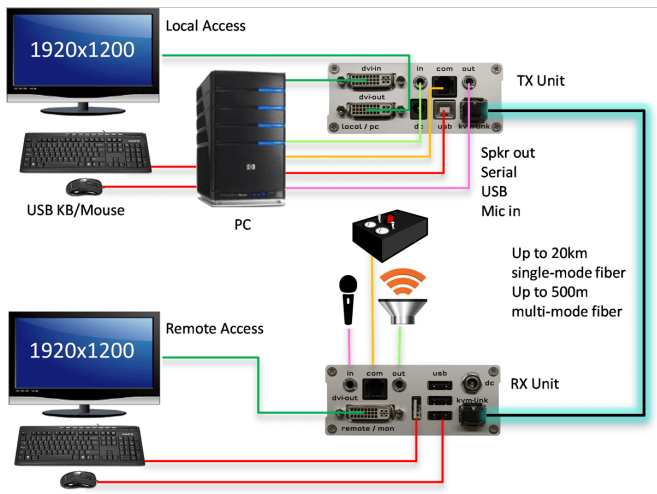 Local Access
1920x1200
dvi-in
in
com
out
TX Unit
dvi-out
local / pc
dc
usb
kvm-link
Spkr out
Serial
USB
Mic in
USB KB/Mouse
PC
Up to 20km
single-mode fiber
Up to 500m
multi-mode fiber
Remote Access
1920x1200
in
com
out
usb
dc
RX Unit
dvi-out
kvm-link
remote / mon